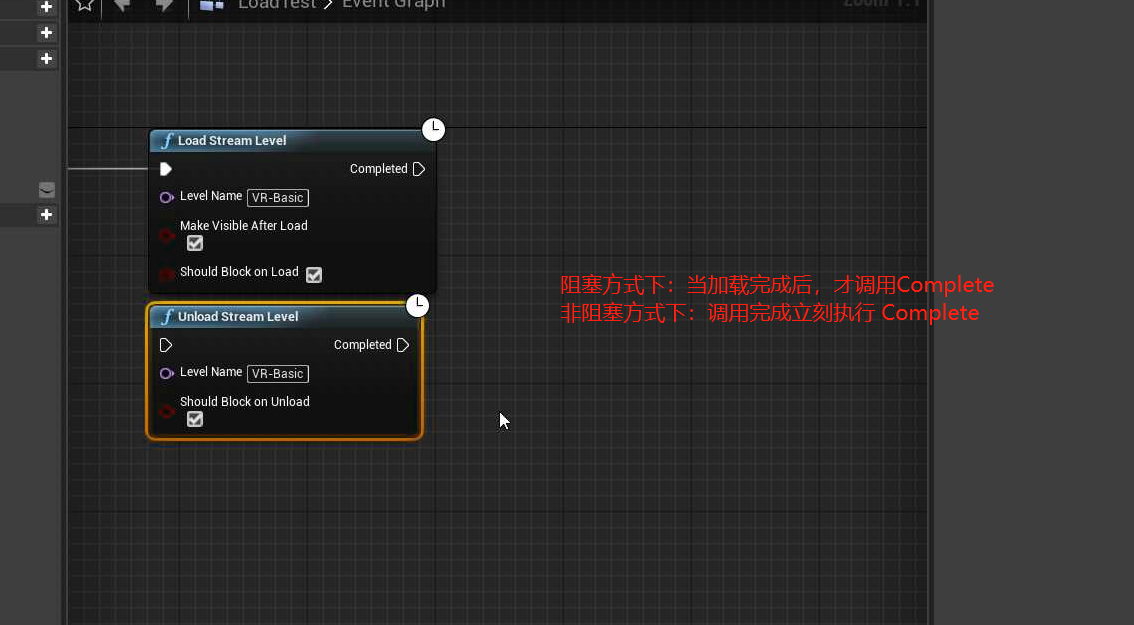 LoadTest > Event Graph
Zoom 1:1
Load Stream Level
Completed
Level Name VR-Basic
Make Visible After Load
Should Block on Load
阻塞方式下：当加载完成后，才调用Complete
非阻塞方式下：调用完成立刻执行 Complete
Unload Stream Level
Completed
Level Name VR-Basic
Should Block on Unload